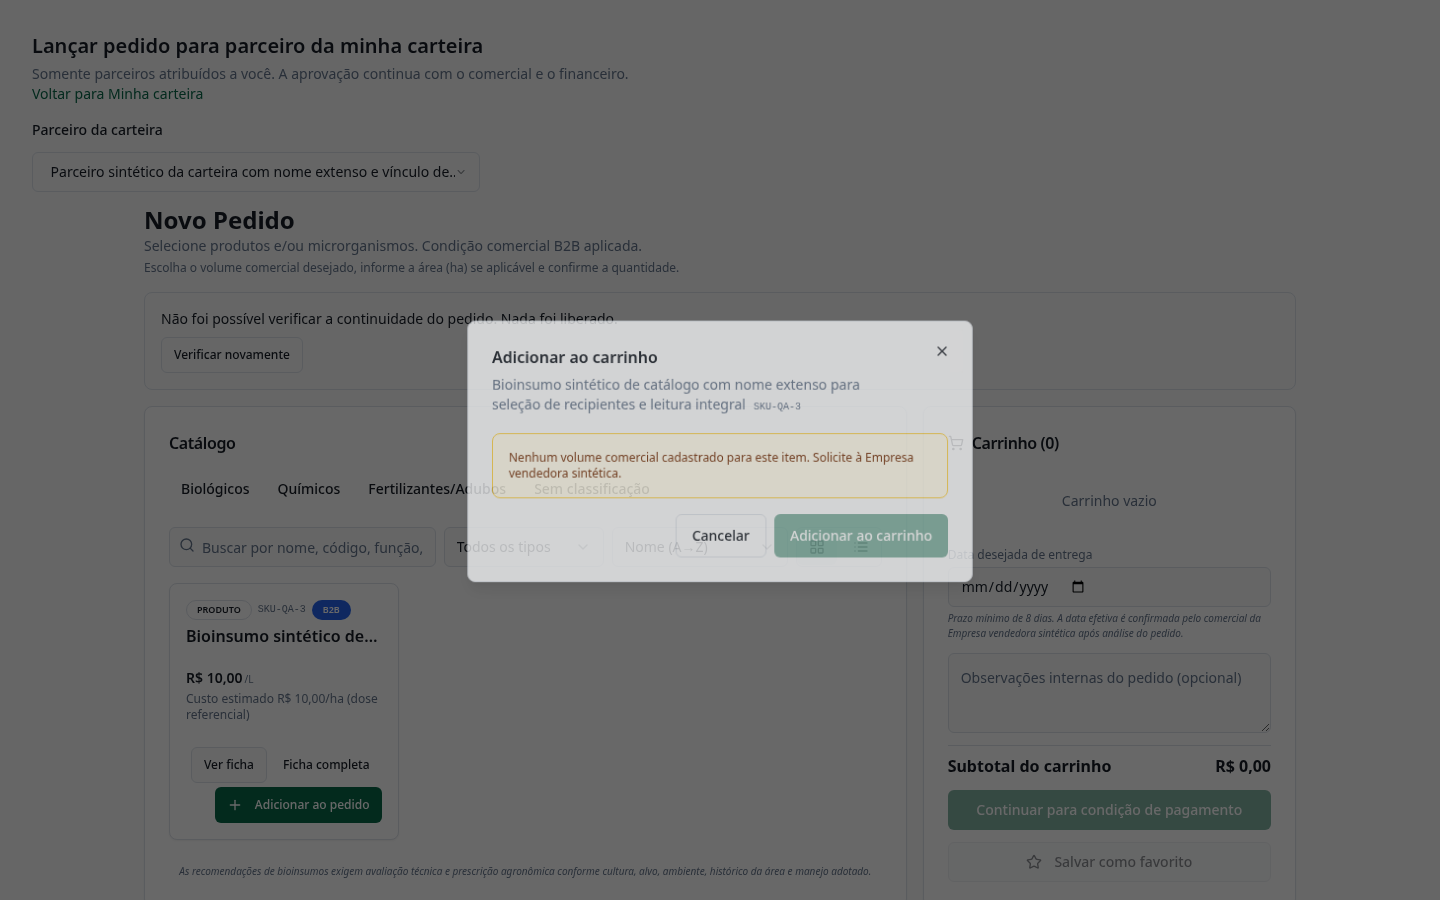 Lançar pedido para parceiro da minha carteira
Somente parceiros atribuídos a você. A aprovação continua com o comercial e o financeiro.
Voltar para Minha carteira
Parceiro da carteira
Parceiro sintético da carteira com nome extenso e vínculo de..
Novo Pedido
Selecione produtos e/ou microrganismos. Condição comercial B2B aplicada.
Escolha o volume comercial desejado, informe a área (ha) se aplicável e confirme a quantidade.
Não foi possível verificar a continuidade do pedido. Nada foi liberado.
Verificar novamente
Adicionar ao carrinho
Bioinsumo sintético de catálogo com nome extenso para
seleção de recipientes e leitura integral SKU-QA-3
Nenhum volume comercial cadastrado para este item. Solicite à Empresa
vendedora sintética.
Cancelar
Adicionar ao carrinho
Catálogo
Biológicos Químicos Fertilizantes/Adubos Sem classificação
Buscar por nome, código, função,
Todos os tipos
Nome (A→Z)
PRODUTO SKU-QA-3 B2B
Bioinsumo sintético de...
R$ 10,00 /L
Custo estimado R$ 10,00/ha (dose
referencial)
Ver ficha Ficha completa
Adicionar ao pedido
As recomendações de bioinsumos exigem avaliação técnica e prescrição agronômica conforme cultura, alvo, ambiente, histórico da área e manejo adotado.
Carrinho (0)
Carrinho vazio
Data desejada de entrega
mm/dd/yyyy
Prazo mínimo de 8 dias. A data efetiva é confirmada pelo comercial da
Empresa vendedora sintética após análise do pedido.
Observações internas do pedido (opcional)
Subtotal do carrinho R$ 0,00
Continuar para condição de pagamento
Salvar como favorito